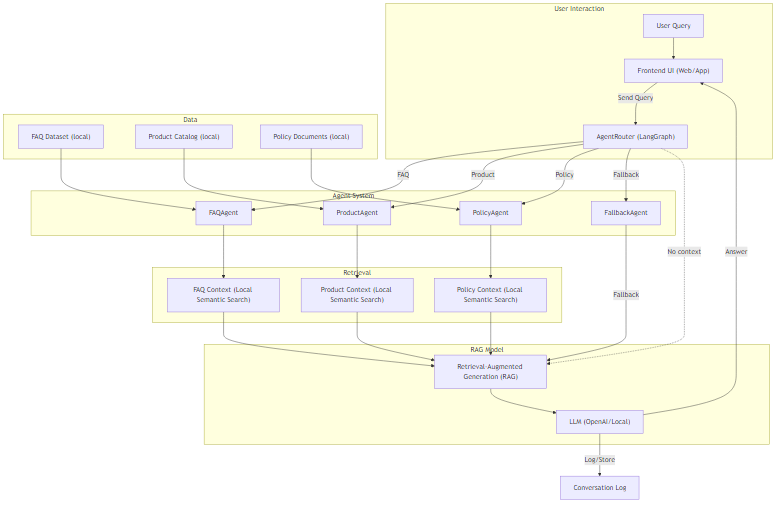 User Interaction
User Query
Frontend UI (Web/App)
Send Query
Data
FAQ Dataset (local)
Product Catalog (local)
Policy Documents (local)
AgentRouter (LangGraph)
FAQ
Product
Policy
Fallback
Agent System
FAQAgent
ProductAgent
PolicyAgent
FallbackAgent
No context
Answer
Retrieval
FAQ Context (Local
Semantic Search)
Product Context (Local
Semantic Search)
Policy Context (Local
Semantic Search)
Fallback
RAG Model
Retrieval-Augmented
Generation (RAG)
LLM (OpenAI/Local)
Log/Store
Conversation Log